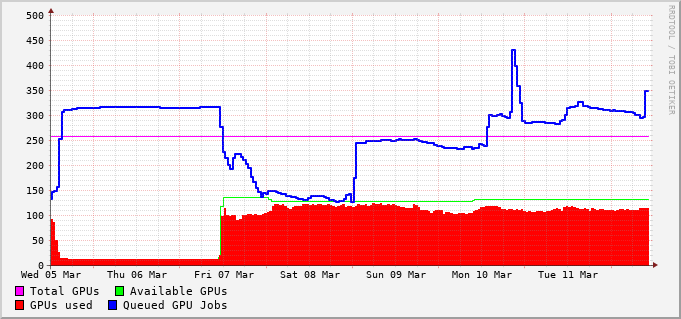 RRDTOOL / TOBI OETIKER
500
450
400
350
300
250
200
150
100
50
0
Wed 05 Mar Thu 06 Mar Fri 07 Mar Sat 08 Mar Sun 09 Mar Mon 10 Mar Tue 11 Mar
Total GPUs Available GPUs
GPUs used Queued GPU Jobs